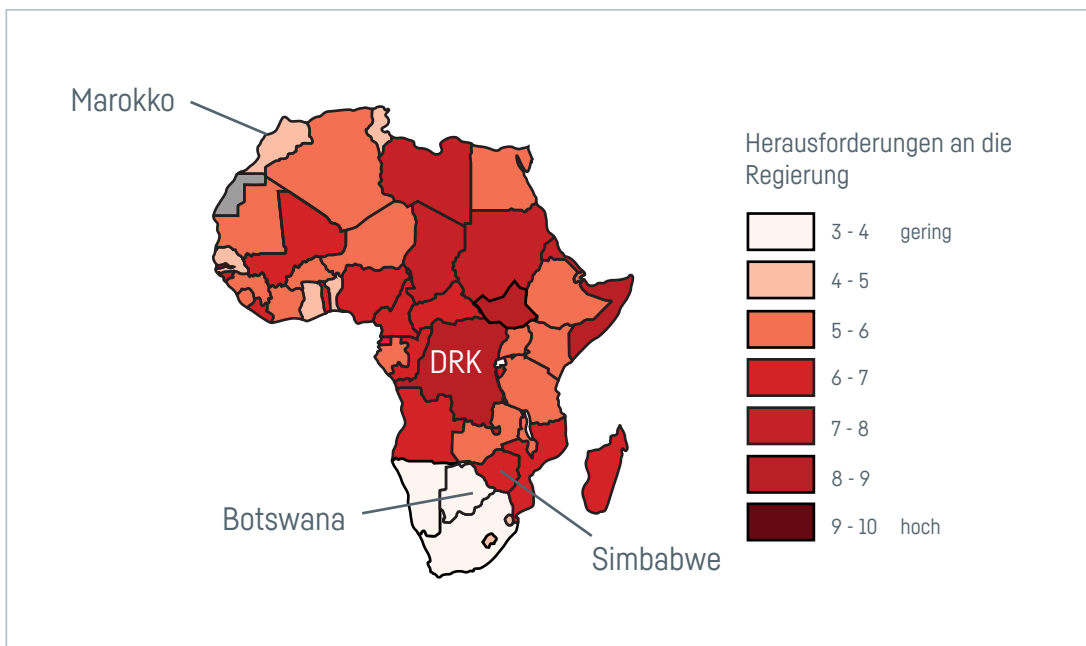 Marokko
DRK
Botswana
Simbabwe
Herausforderungen an die
Regierung
3 - 4 gering
4 - 5
5 - 6
6 - 7
7 - 8
8 - 9
9 - 10 hoch